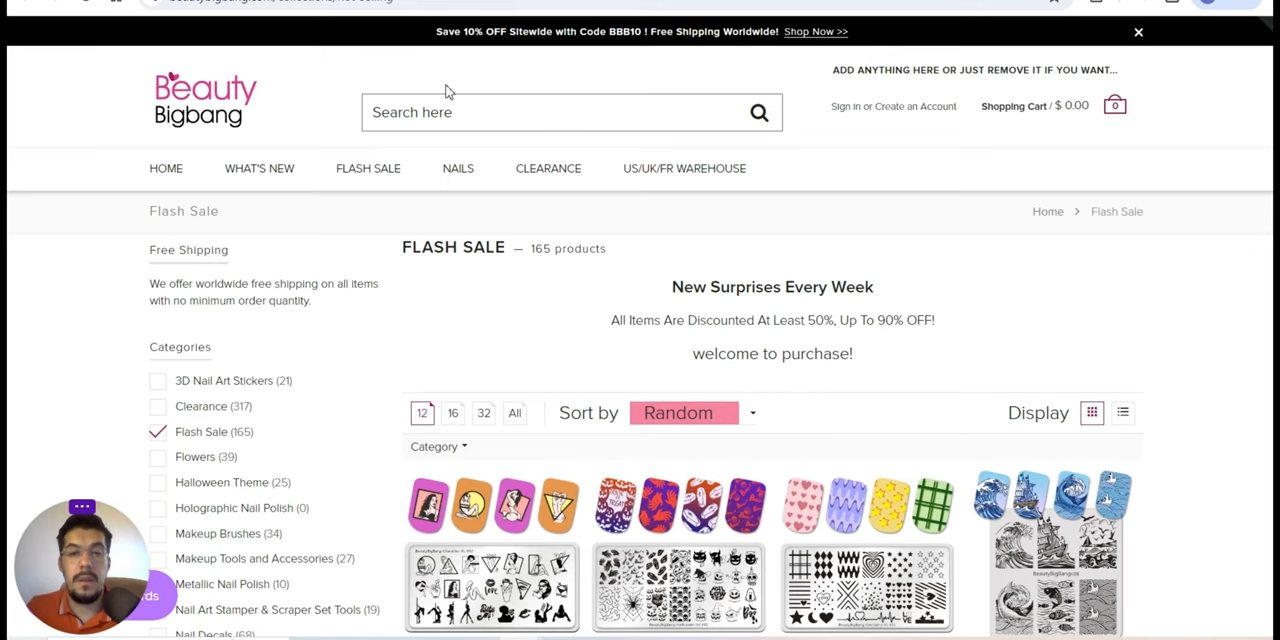 Save 10% OFF Sitewide with Code BBB10 ! Free Shipping Worldwide! Shop Now >>
ADD ANYTHING HERE OR JUST REMOVE IT IF YOU WANT...
Beauty
Bigbang
Search here
Sign in or Create an Account
Shopping Cart / $ 0.00
0
HOME
WHAT'S NEW
FLASH SALE
NAILS
CLEARANCE
US/UK/FR WAREHOUSE
Flash Sale
Home > Flash Sale
Free Shipping
We offer worldwide free shipping on all items
with no minimum order quantity.
Categories
3D Nail Art Stickers (21)
Clearance (317)
Flash Sale (165)
Flowers (39)
Halloween Theme (25)
Holographic Nail Polish (0)
Makeup Brushes (34)
Makeup Tools and Accessories (27)
Metallic Nail Polish (10)
Nail Art Stamper & Scraper Set Tools (19)
Nail Decals (68)
FLASH SALE — 165 products
New Surprises Every Week
All Items Are Discounted At Least 50%, Up To 90% OFF!
welcome to purchase!
12
16
32
All
Sort by
Random
Display
Category